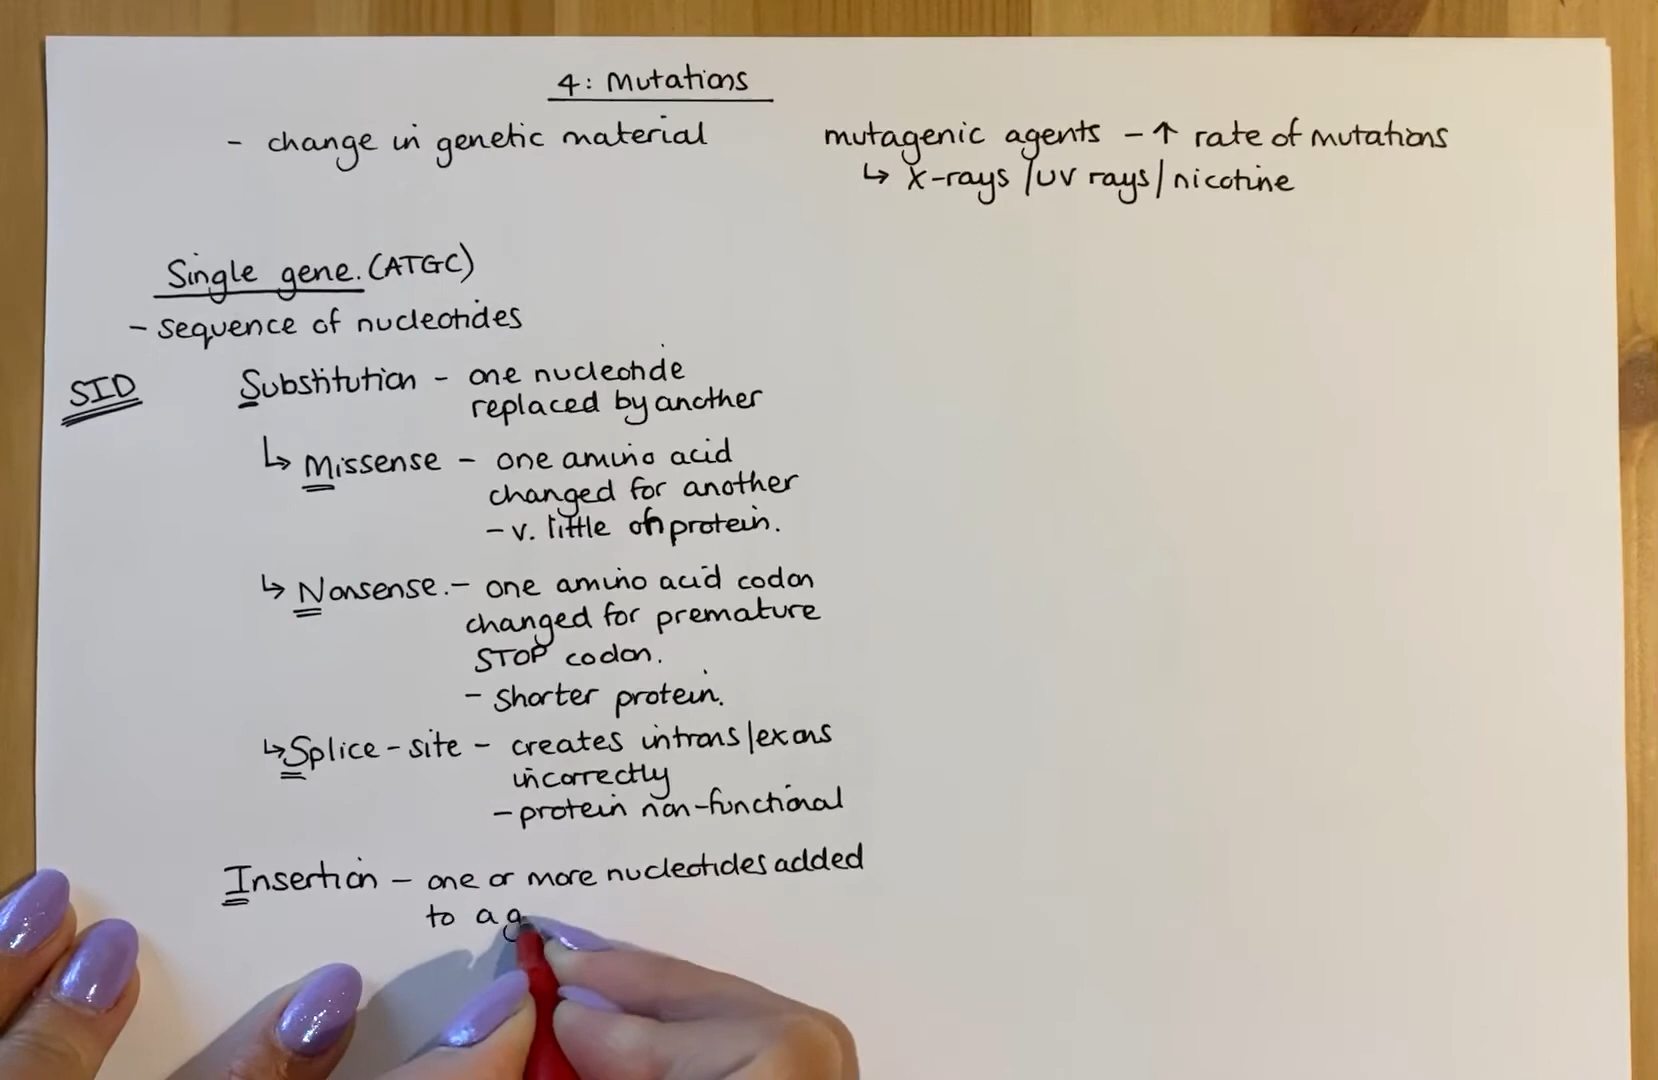 4: Mutations
- change in genetic material
mutagenic agents - ↑ rate of mutations
↳ X-rays / UV rays / nicotine
Single gene. (ATGC)
- sequence of nucleotides
SID
Substitution - one nucleotide
replaced by another
↳ Missense - one amino acid
changed for another
- v. little on protein.
↳ Nonsense. - one amino acid codon
changed for premature
STOP codon.
- shorter protein.
↳ Splice-site - creates introns/exons
incorrectly
- protein non-functional
Insertion - one or more nucleotides added
to a g